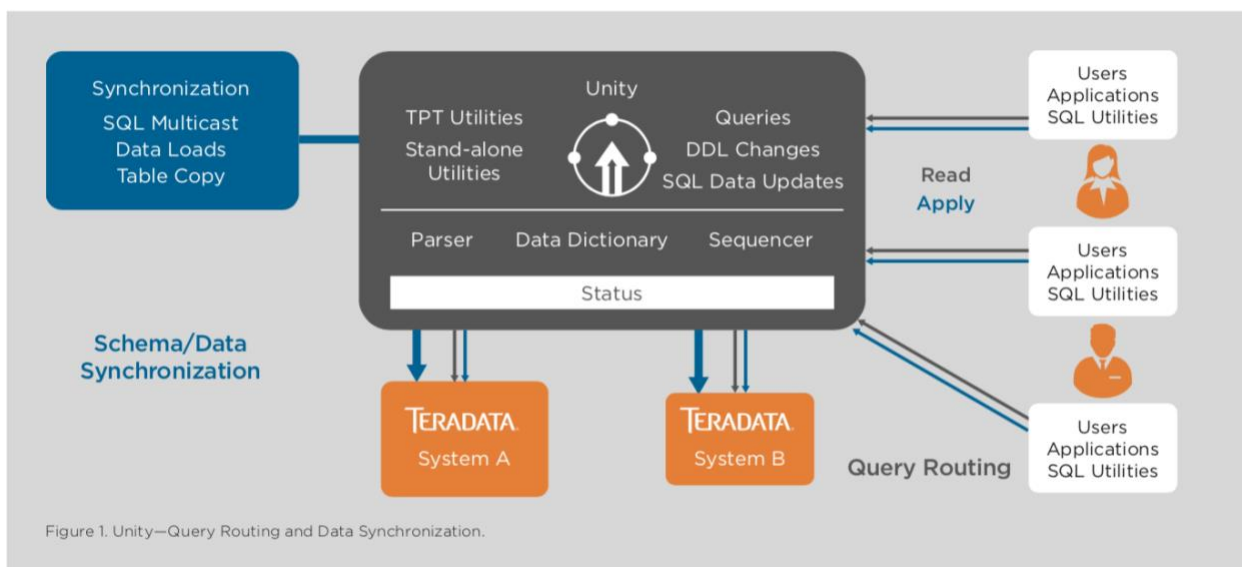 Synchronization
SQL Multicast
Data Loads
Table Copy
Unity
TPT Utilities
Stand-alone
Utilities
Queries
DDL Changes
SQL Data Updates
Parser
Data Dictionary
Sequencer
Status
Users
Applications
SQL Utilities
Read
Apply
Users
Applications
SQL Utilities
Schema/Data
Synchronization
TERADATA.
System A
TERADATA.
System B
Query Routing
Users
Applications
SQL Utilities
Figure 1. Unity—Query Routing and Data Synchronization.